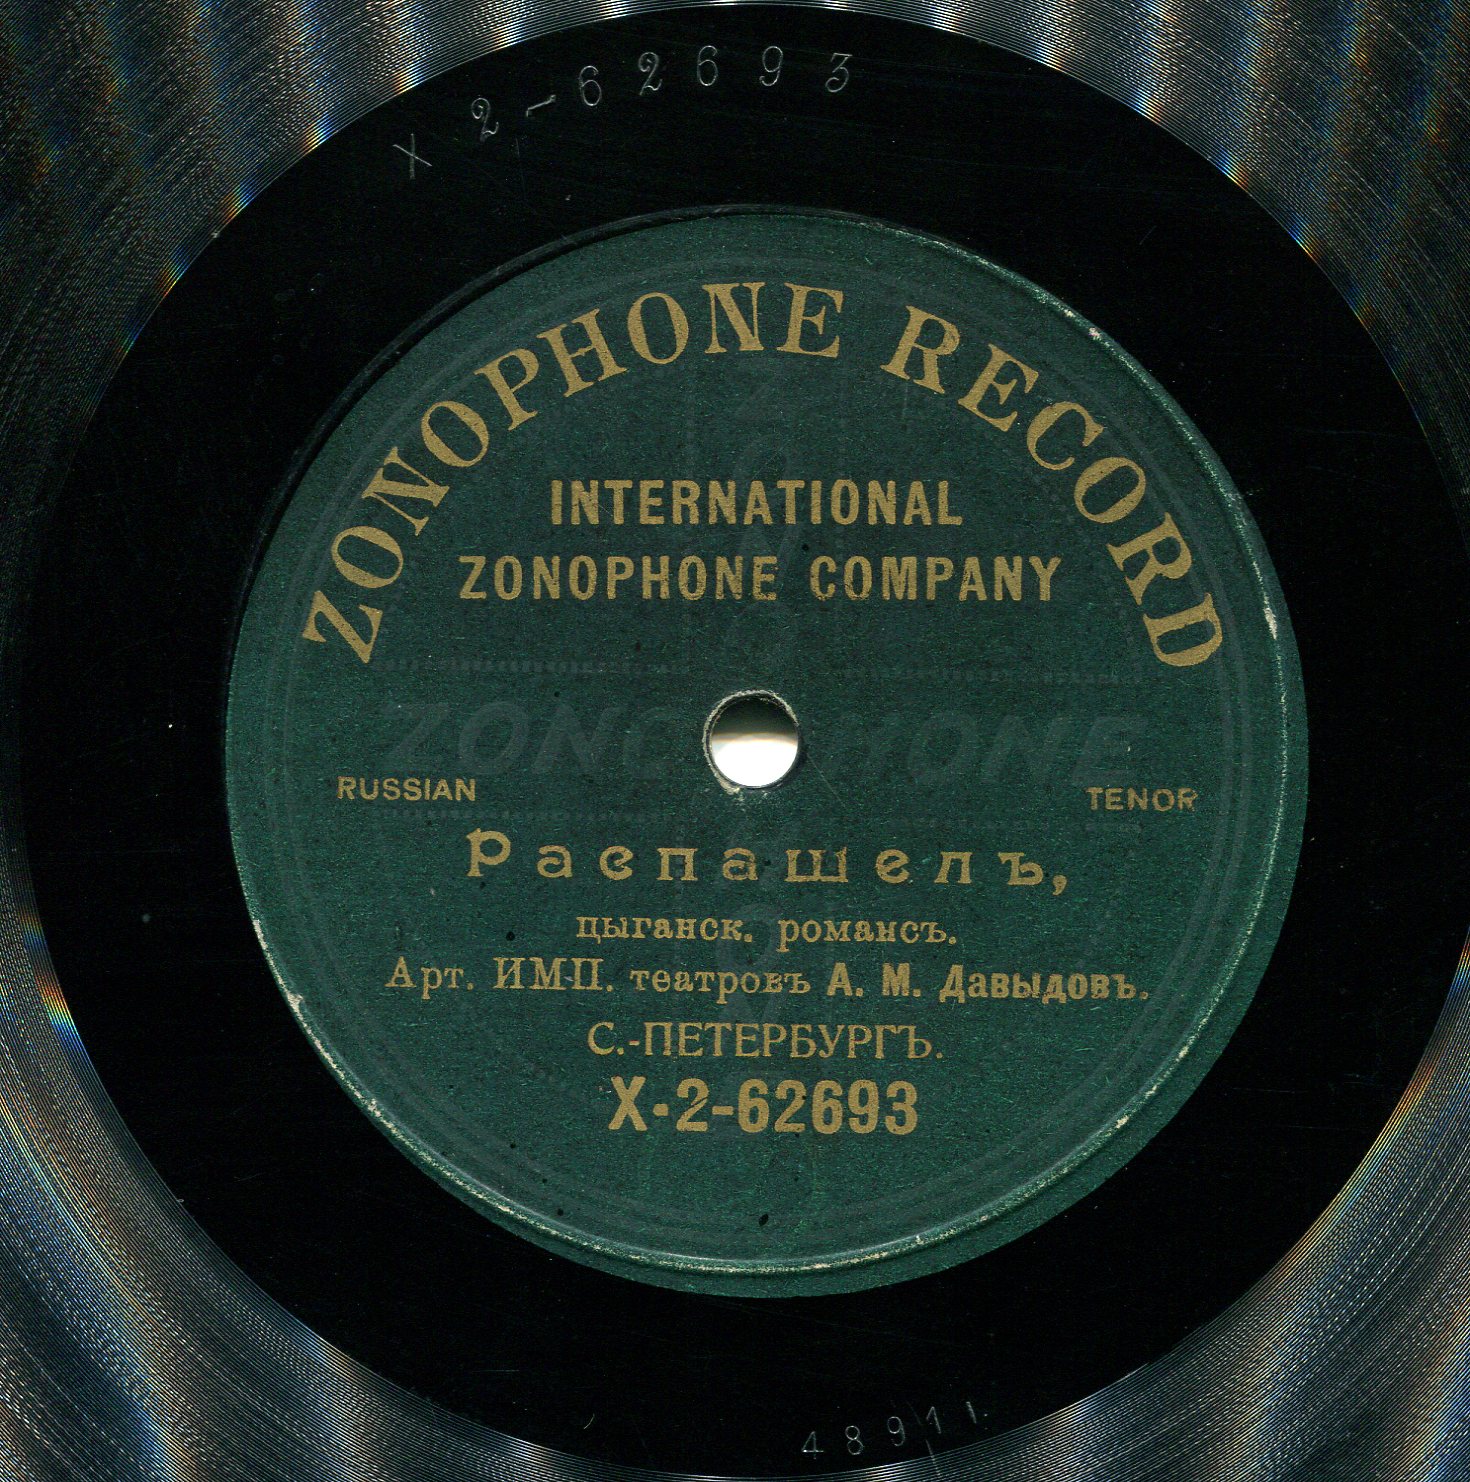 X 2-62693
ZONOPHONE RECORD
INTERNATIONAL
ZONOPHONE COMPANY
ZONOPHONE
RUSSIAN TENOR
Распашелъ,
цыганск. романсъ.
Арт. ИМП. театровъ А. М. Давыдовъ.
С.-ПЕТЕРБУРГЪ.
X-2-62693